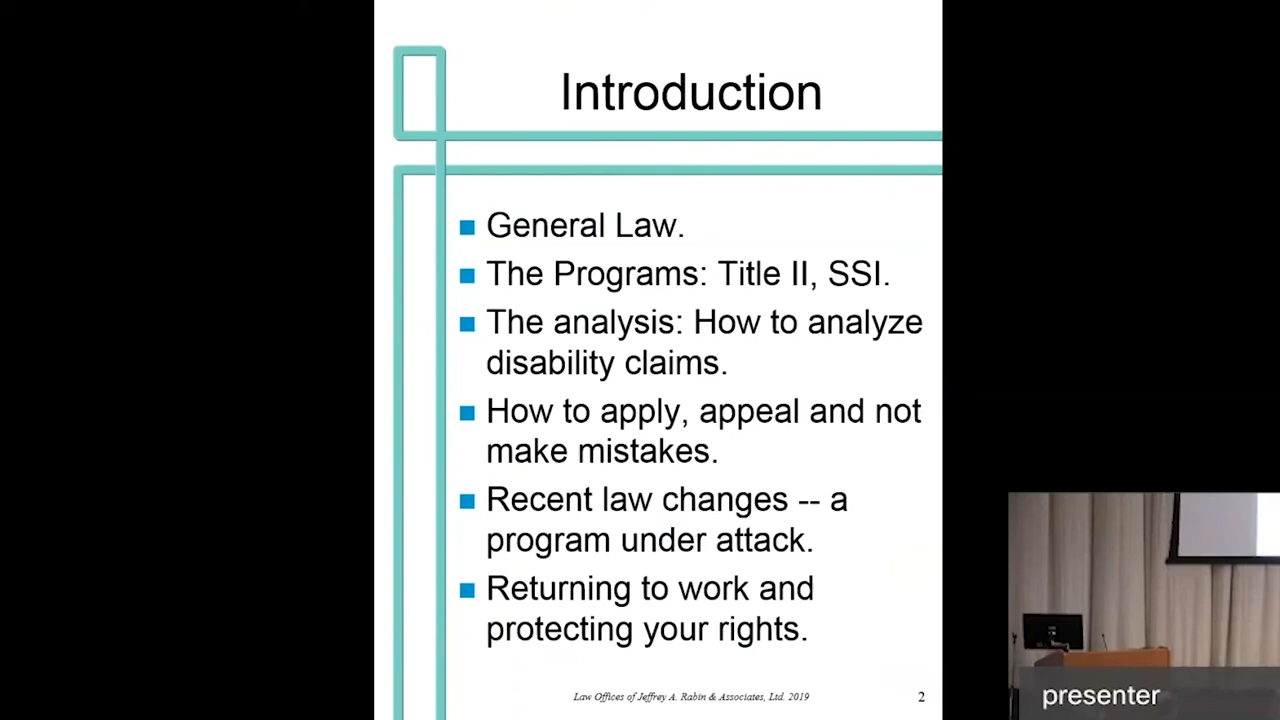 Introduction
General Law.
The Programs: Title II, SSI.
The analysis: How to analyze
disability claims.
How to apply, appeal and not
make mistakes.
Recent law changes -- a
program under attack.
Returning to work and
protecting your rights.
Law Offices of Jeffrey A. Rabin & Associates, Ltd. 2019
2
presenter